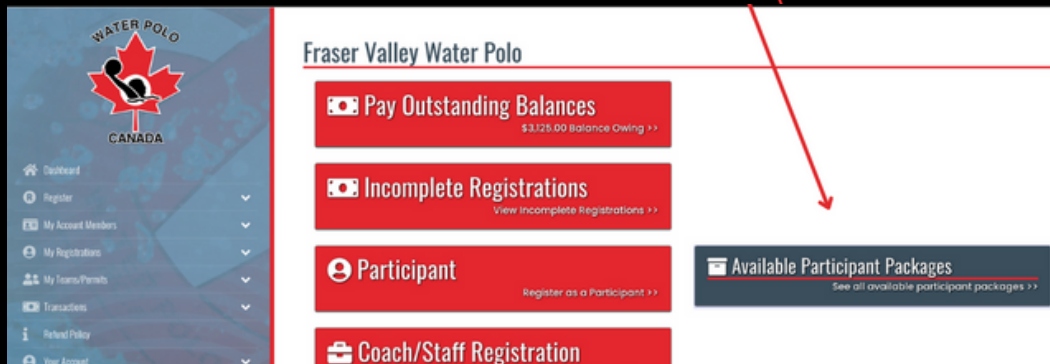 WATER POLO
CANADA
Dashboard
Register
My Account Members
My Registrations
My Teams/Permits
Transactions
Refund Policy
Your Account
Fraser Valley Water Polo
Pay Outstanding Balances
$3,125.00 Balance Owing >>
Incomplete Registrations
View Incomplete Registrations >>
Participant
Register as a Participant >>
Available Participant Packages
See all available participant packages >>
Coach/Staff Registration